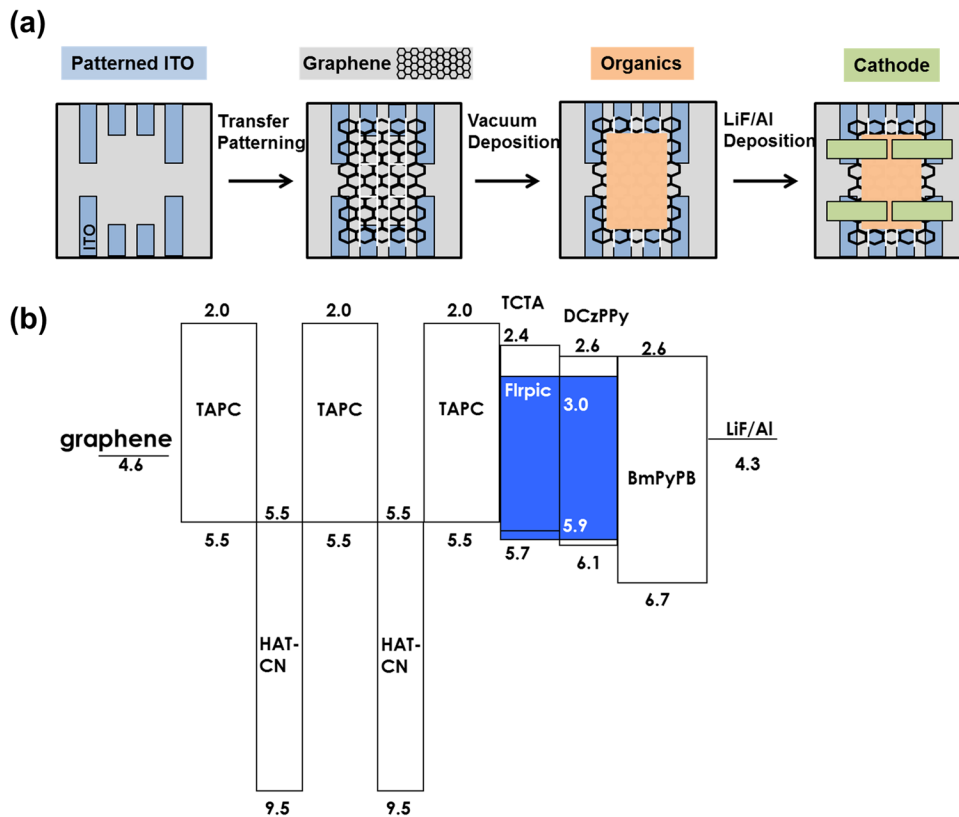 (a)
Patterned ITO
Graphene
Organics
Cathode
Transfer
Patterning
Vacuum
Deposition
LiF/Al
Deposition
ITO
(b)
2.0
2.0
2.0
TCTA
2.4
DCzPPy
2.6
2.6
FIrpic
3.0
TAPC
TAPC
TAPC
graphene
4.6
LiF/Al
4.3
BmPyPB
5.5
5.5
5.9
5.5
5.5
5.5
5.7
6.1
6.7
HAT-
CN
HAT-
CN
9.5
9.5